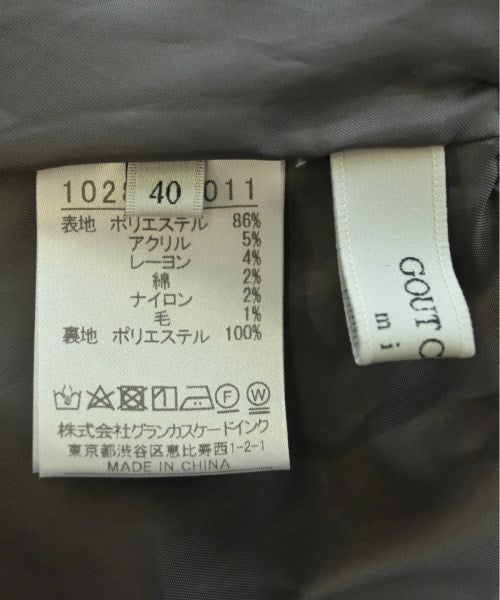 40
011
表地 ポリエステル 86%
アクリル 5%
レーヨン 4%
綿 2%
ナイロン 2%
毛 1%
裏地 ポリエステル 100%
F W
株式会社グランカスケードインク
東京都渋谷区恵比寿西1-2-1
MADE IN CHINA
GOUT